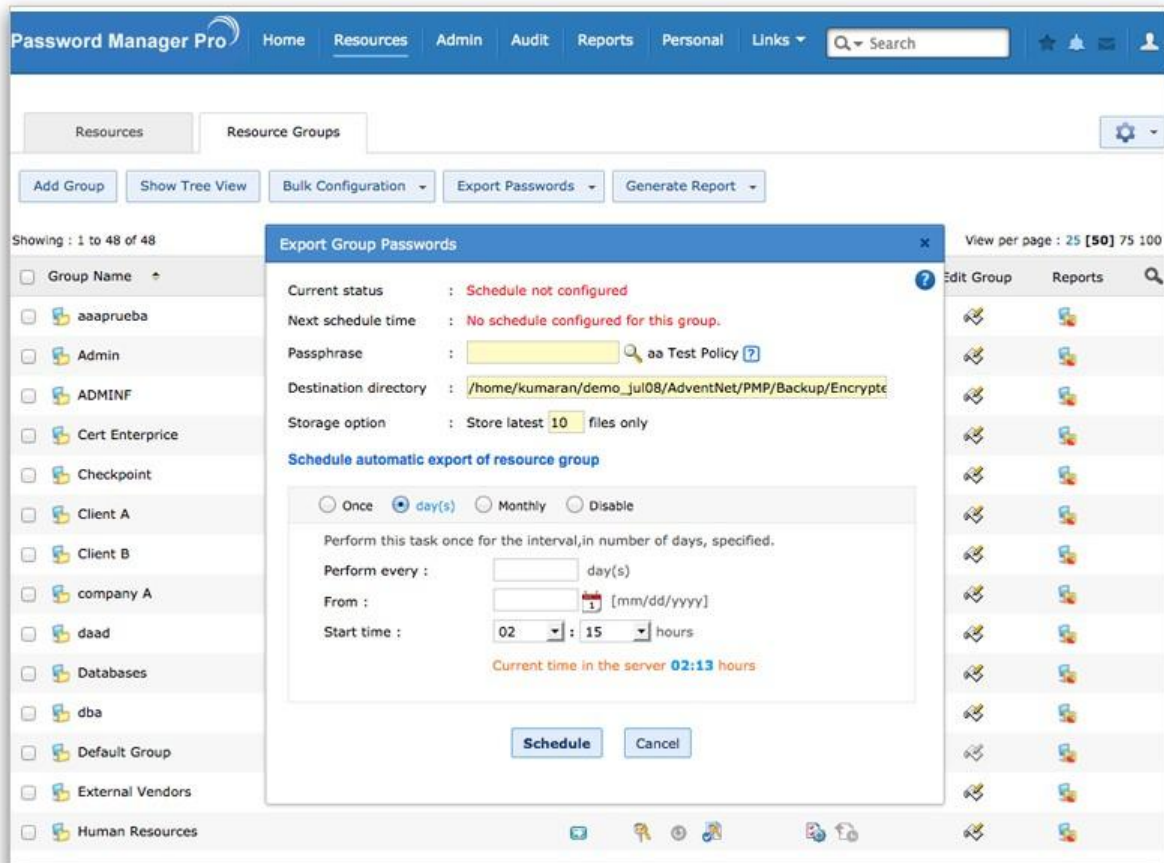 Password Manager Pro Home Resources Admin Audit Reports Personal Links Search
Resources Resource Groups
Add Group Show Tree View Bulk Configuration Export Passwords Generate Report
Showing : 1 to 48 of 48 View per page : 25 [50] 75 100
Group Name Edit Group Reports
Export Group Passwords x
Current status : Schedule not configured
Next schedule time : No schedule configured for this group.
Passphrase : aa Test Policy [?]
Destination directory : /home/kumaran/demo_jul08/AdventNet/PMP/Backup/Encrypte
Storage option : Store latest 10 files only
Schedule automatic export of resource group
Once day(s) Monthly Disable
Perform this task once for the interval,in number of days, specified.
Perform every : day(s)
From : 1 [mm/dd/yyyy]
Start time : 02 : 15 hours
Current time in the server 02:13 hours
Schedule Cancel
aaaprueba
Admin
ADMINF
Cert Enterprice
Checkpoint
Client A
Client B
company A
daad
Databases
dba
Default Group
External Vendors
Human Resources